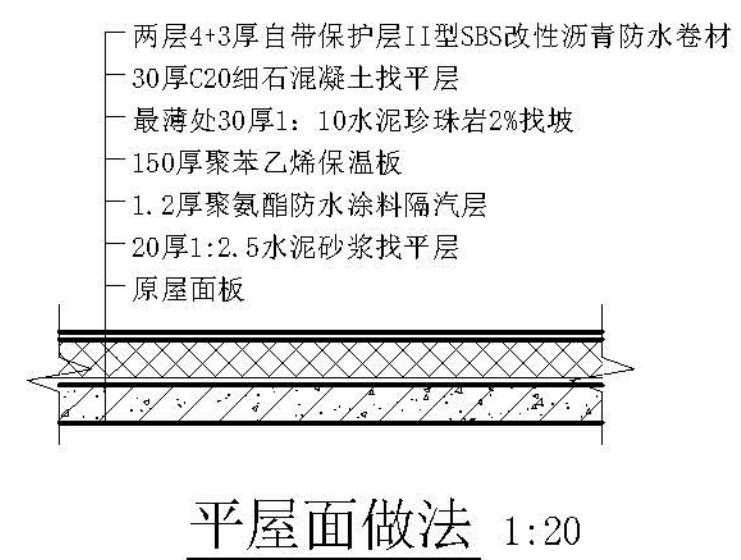 两层4+3厚自带保护层II型SBS改性沥青防水卷材
30厚C20细石混凝土找平层
最薄处30厚1：10水泥珍珠岩2%找坡
150厚聚苯乙烯保温板
1.2厚聚氨酯防水涂料隔汽层
20厚1:2.5水泥砂浆找平层
原屋面板
平屋面做法 1:20